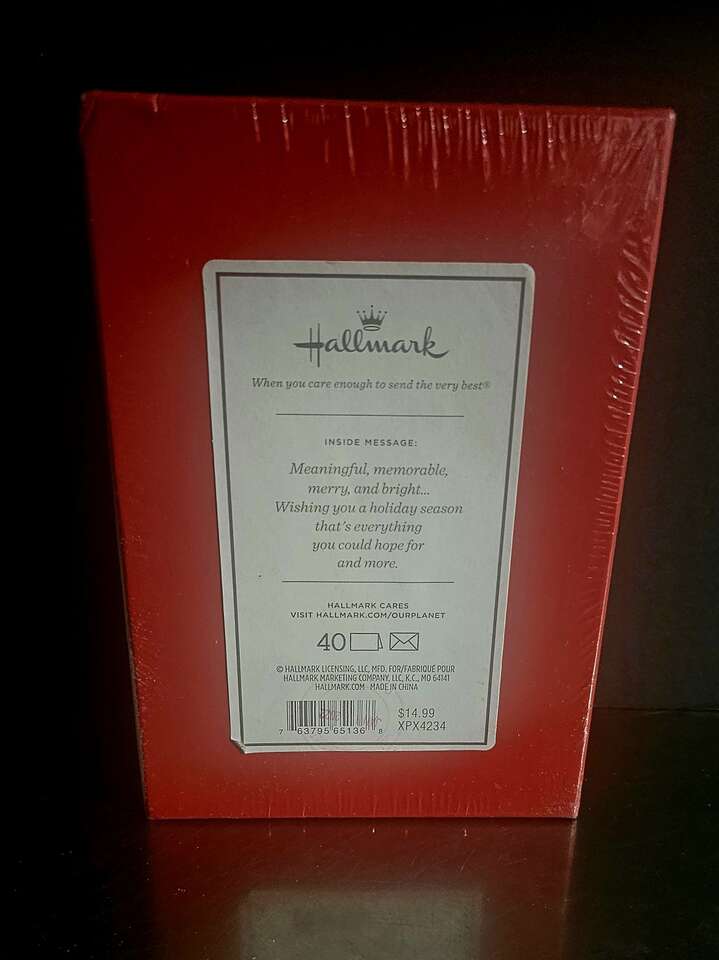 Hallmark
When you care enough to send the very best®
INSIDE MESSAGE:
Meaningful, memorable,
merry, and bright...
Wishing you a holiday season
that's everything
you could hope for
and more.
HALLMARK CARES
VISIT HALLMARK.COM/OURPLANET
40
© HALLMARK LICENSING, LLC, MFD. FOR/FABRIQUÉ POUR
HALLMARK MARKETING COMPANY, LLC, K.C., MO 64141
HALLMARK.COM MADE IN CHINA
$14.99
7 63795 65136 8 XPX4234